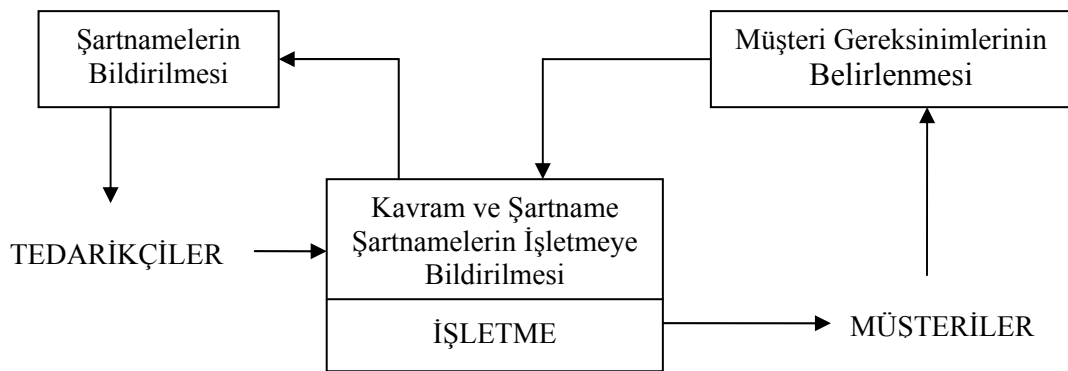 Şartnamelerin
Bildirilmesi
Müşteri Gereksinimlerinin
Belirlenmesi
Kavram ve Şartname
Şartnamelerin İşletmeye
Bildirilmesi
TEDARİKÇİLER
İŞLETME
MÜŞTERİLER